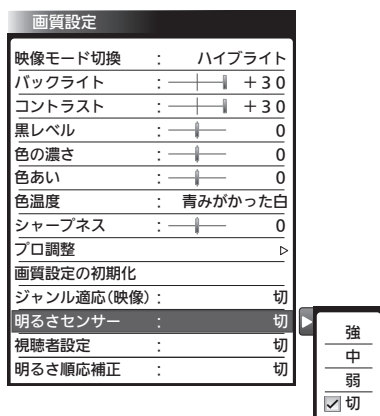 画質設定
映像モード切換 : ハイブライト
バックライト : +30
コントラスト : +30
黒レベル : 0
色の濃さ : 0
色あい : 0
色温度 : 青みがかった白
シャープネス : 0
プロ調整
画質設定の初期化
ジャンル適応(映像) : 切
明るさセンサー : 切
視聴者設定 : 切
明るさ順応補正 : 切
強
中
弱
切